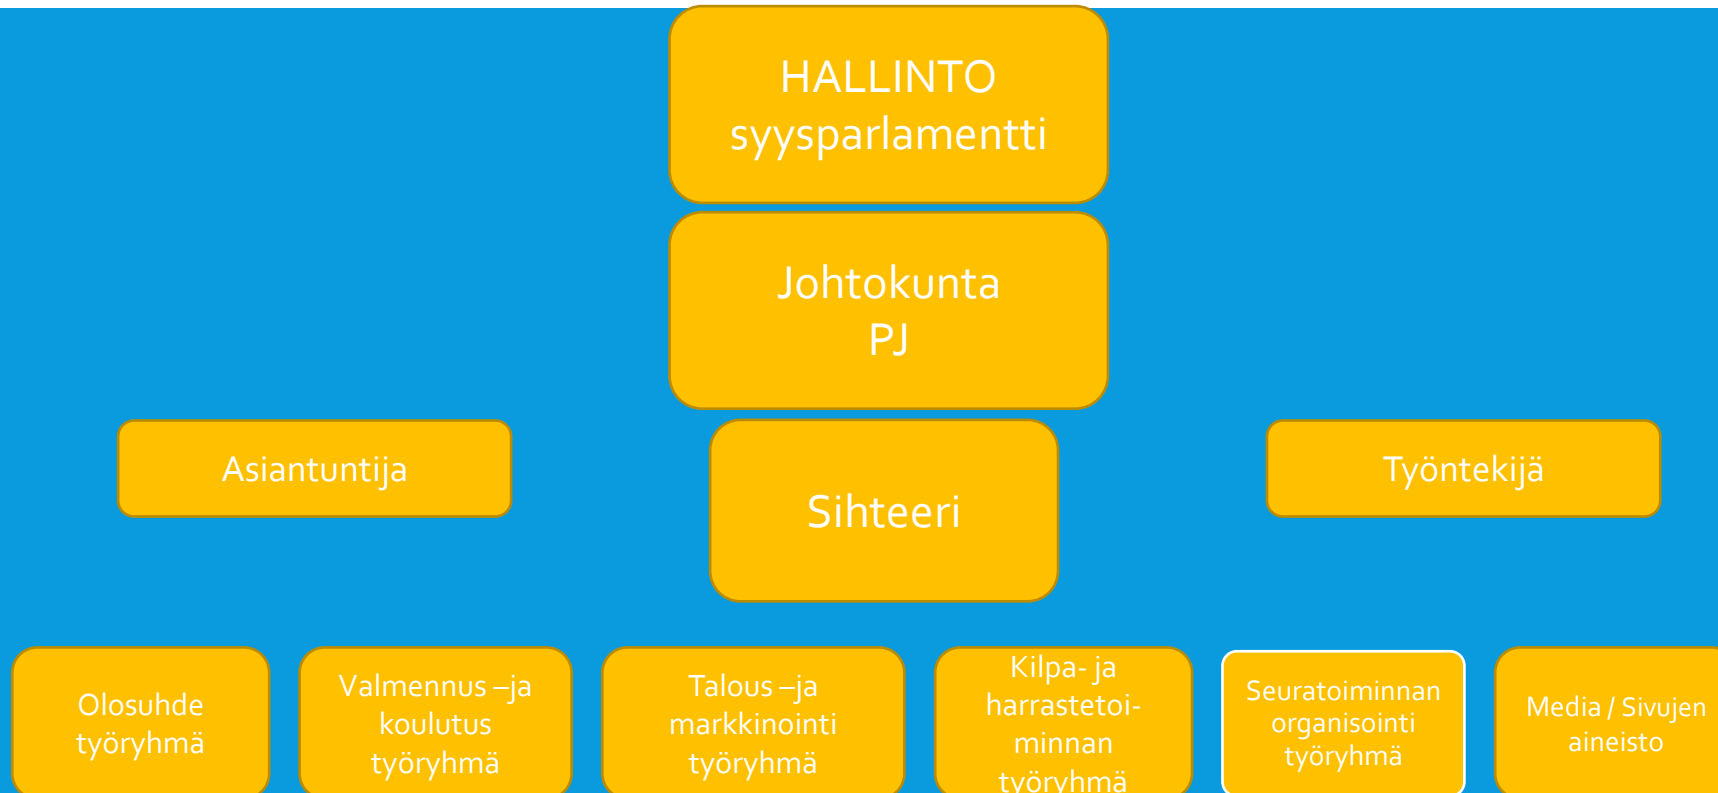 HALLINTO
syysparlamentti
Johtokunta
PJ
Asiantuntija
Sihteeri
Työntekijä
Olosuhde
työryhmä
Valmennus –ja
koulutus
työryhmä
Talous –ja
markkinointi
työryhmä
Kilpa- ja
harrastetoi-
minnan
työryhmä
Seuratoiminnan
organisointi
työryhmä
Media / Sivujen
aineisto